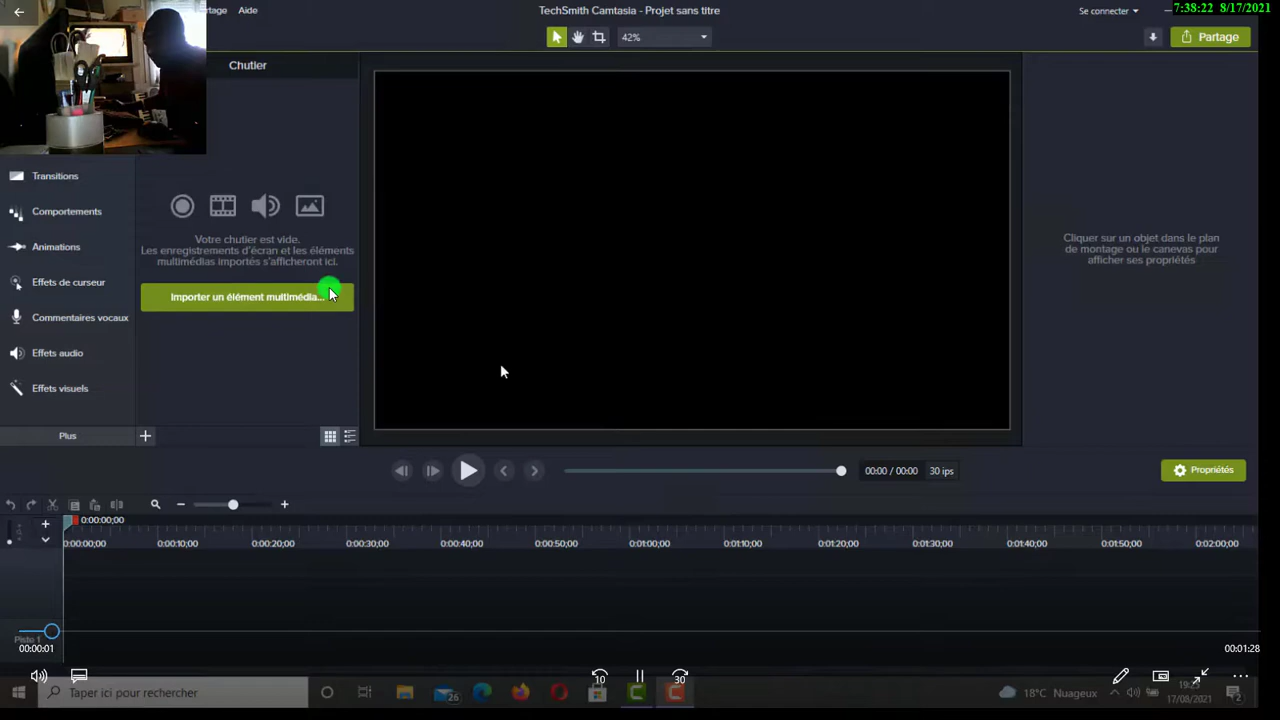 rtage Aide
TechSmith Camtasia - Projet sans titre
Se connecter
7:38:22 8/17/2021
42%
Partage
Chutier
Transitions
Comportements
Animations
Effets de curseur
Commentaires vocaux
Effets audio
Effets visuels
Plus
Votre chutier est vide.
Les enregistrements d'écran et les éléments
multimédias importés s'afficheront ici.
Importer un élément multimédia...
Cliquer sur un objet dans le plan
de montage ou le canevas pour
afficher ses propriétés
00:00 / 00:00 30 ips
Propriétés
0:00:00;00
0:00:00;00 0:00:10;00 0:00:20;00 0:00:30;00 0:00:40;00 0:00:50;00 0:01:00;00 0:01:10;00 0:01:20;00 0:01:30;00 0:01:40;00 0:01:50;00 0:02:00;00
Piste 1
00:00:01
00:01:28
10
30
Taper ici pour rechercher
26
18°C Nuageux
19:23
17/08/2021
2